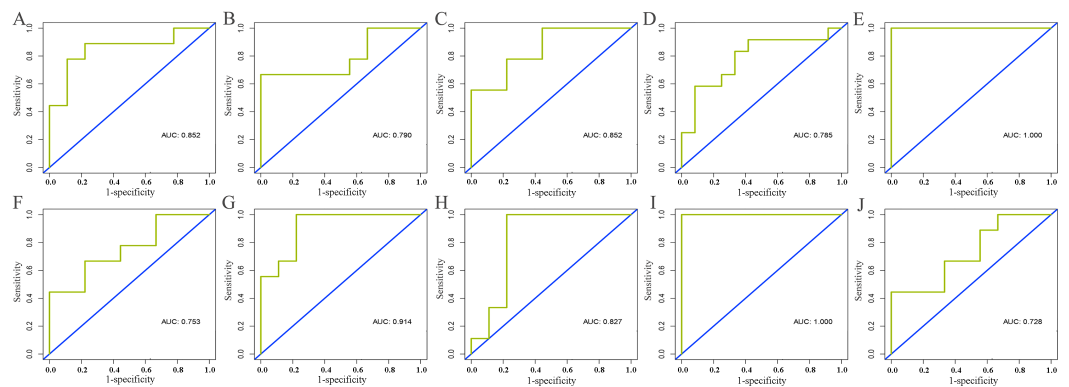 A B C D E
Sensitivity Sensitivity Sensitivity Sensitivity Sensitivity
1.0 1.0 1.0 1.0 1.0
0.8 0.8 0.8 0.8 0.8
0.6 0.6 0.6 0.6 0.6
0.4 0.4 0.4 0.4 0.4
0.2 0.2 0.2 0.2 0.2
0.0 0.0 0.0 0.0 0.0
AUC: 0.852 AUC: 0.790 AUC: 0.852 AUC: 0.785 AUC: 1.000
0.0 0.2 0.4 0.6 0.8 1.0 0.0 0.2 0.4 0.6 0.8 1.0 0.0 0.2 0.4 0.6 0.8 1.0 0.0 0.2 0.4 0.6 0.8 1.0 0.0 0.2 0.4 0.6 0.8 1.0
1-specificity 1-specificity 1-specificity 1-specificity 1-specificity
F G H I J
Sensitivity Sensitivity Sensitivity Sensitivity Sensitivity
1.0 1.0 1.0 1.0 1.0
0.8 0.8 0.8 0.8 0.8
0.6 0.6 0.6 0.6 0.6
0.4 0.4 0.4 0.4 0.4
0.2 0.2 0.2 0.2 0.2
0.0 0.0 0.0 0.0 0.0
AUC: 0.753 AUC: 0.914 AUC: 0.827 AUC: 1.000 AUC: 0.728
0.0 0.2 0.4 0.6 0.8 1.0 0.0 0.2 0.4 0.6 0.8 1.0 0.0 0.2 0.4 0.6 0.8 1.0 0.0 0.2 0.4 0.6 0.8 1.0 0.0 0.2 0.4 0.6 0.8 1.0
1-specificity 1-specificity 1-specificity 1-specificity 1-specificity